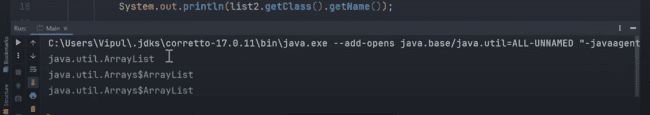 18
System.out.println(list2.getClass().getName());
Run: Main
C:\Users\Vipul\.jdks\corretto-17.0.11\bin\java.exe --add-opens java.base/java.util=ALL-UNNAMED "-javaagent
java.util.ArrayList
java.util.Arrays$ArrayList
java.util.Arrays$ArrayList
Bookmarks
Structure